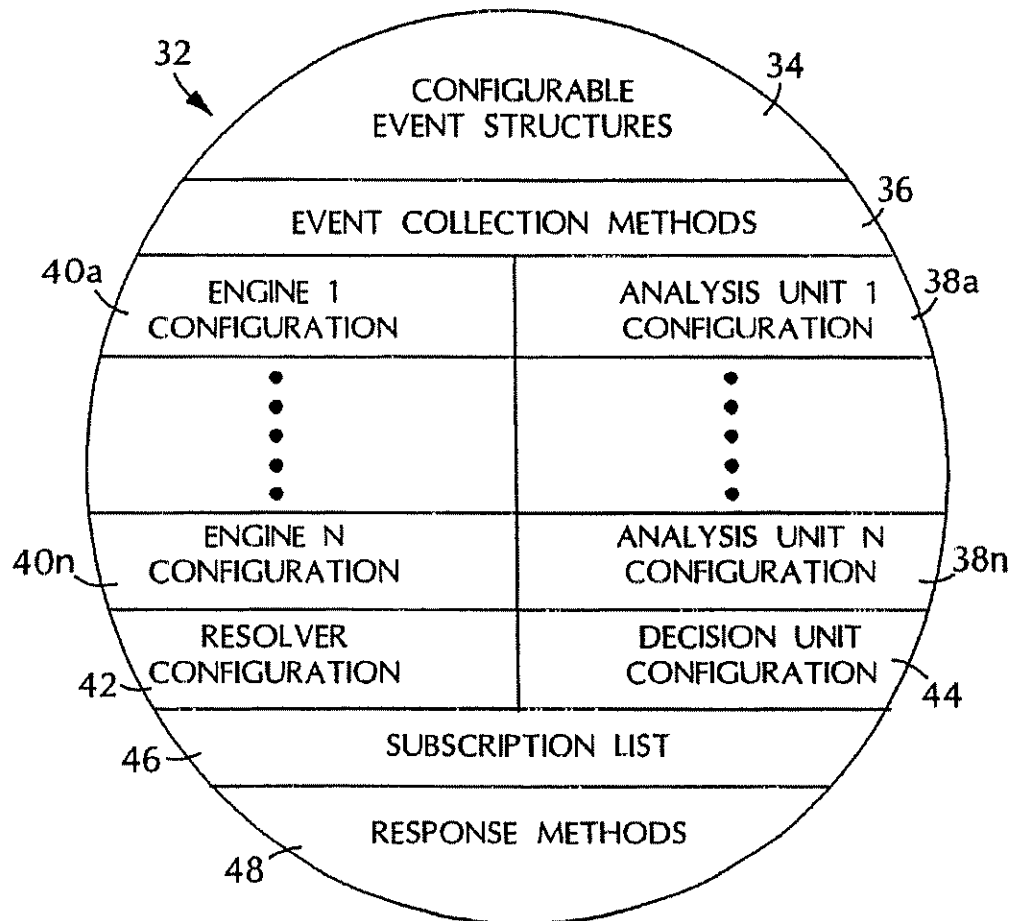 32
34
CONFIGURABLE
EVENT STRUCTURES
36
EVENT COLLECTION METHODS
40a
ENGINE 1
CONFIGURATION
ANALYSIS UNIT 1
CONFIGURATION
38a
40n
ENGINE N
CONFIGURATION
ANALYSIS UNIT N
CONFIGURATION
38n
42
RESOLVER
CONFIGURATION
DECISION UNIT
CONFIGURATION
44
46
SUBSCRIPTION LIST
48
RESPONSE METHODS